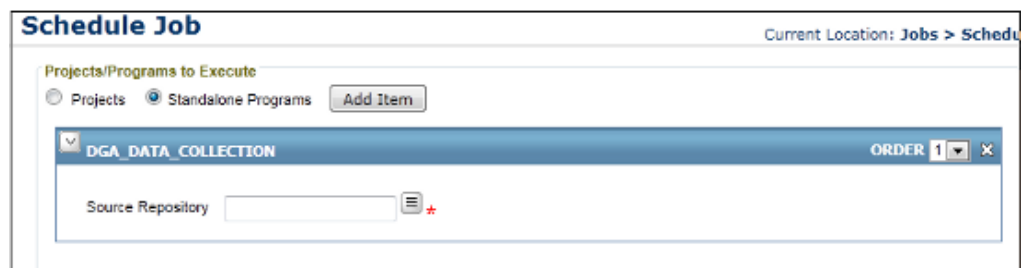 Schedule Job
Current Location: Jobs > Schedu
Projects/Programs to Execute
Projects Standalone Programs Add Item
DGA_DATA_COLLECTION ORDER 1
Source Repository *